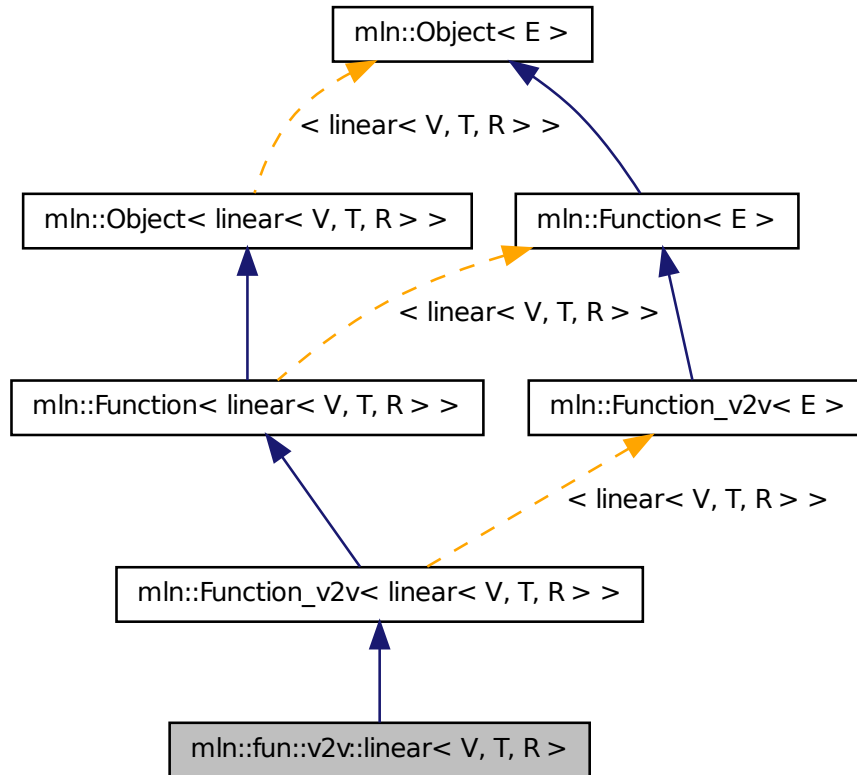 mln::Object< E >
< linear< V, T, R > >
mln::Object< linear< V, T, R > >
mln::Function< E >
< linear< V, T, R > >
mln::Function< linear< V, T, R > >
mln::Function_v2v< E >
< linear< V, T, R > >
mln::Function_v2v< linear< V, T, R > >
mln::fun::v2v::linear< V, T, R >